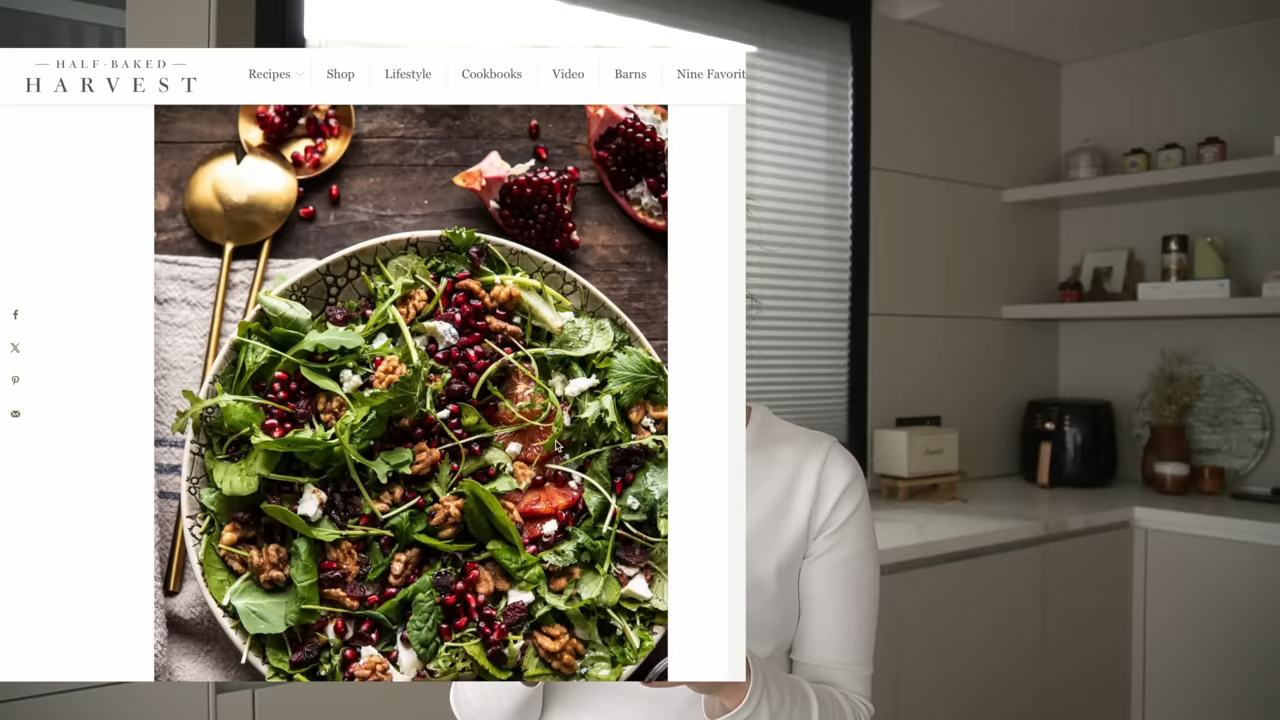 HALF·BAKED
HARVEST
Recipes
Shop
Lifestyle
Cookbooks
Video
Barns
Nine Favorit